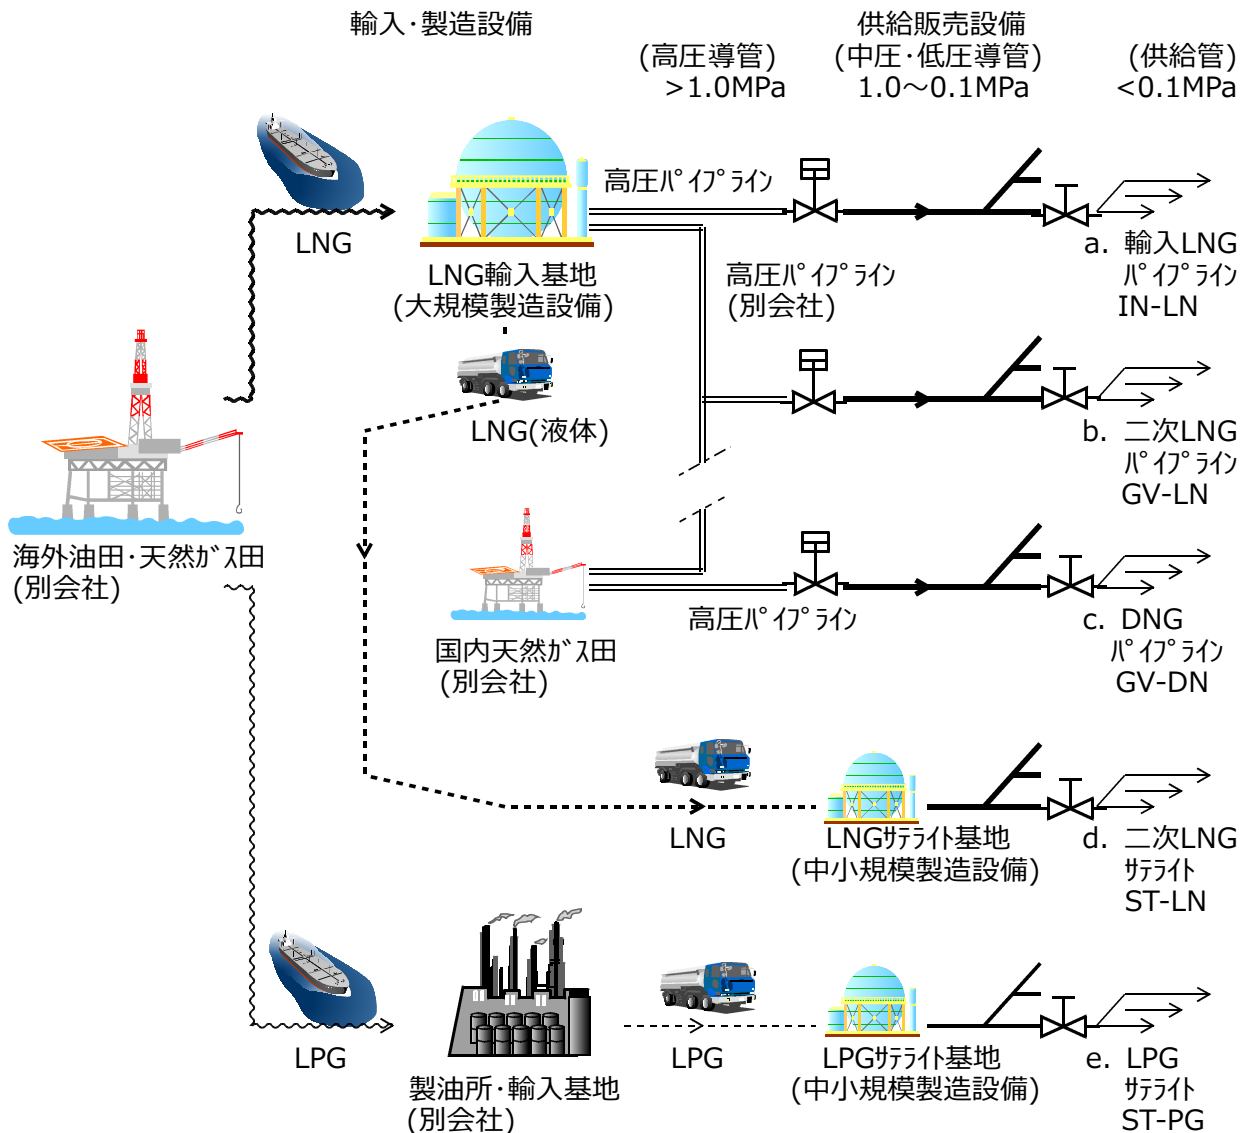 輸入・製造設備
供給販売設備
(高圧導管)
(中圧・低圧導管)
(供給管)
>1.0MPa
1.0～0.1MPa
<0.1MPa
高圧ﾊﾟｲﾌﾟﾗｲﾝ
LNG
LNG輸入基地
(大規模製造設備)
高圧ﾊﾟｲﾌﾟﾗｲﾝ
(別会社)
a. 輸入LNG
ﾊﾟｲﾌﾟﾗｲﾝ
IN-LN
LNG(液体)
b. 二次LNG
ﾊﾟｲﾌﾟﾗｲﾝ
GV-LN
海外油田・天然ｶﾞｽ田
(別会社)
国内天然ｶﾞｽ田
(別会社)
高圧ﾊﾟｲﾌﾟﾗｲﾝ
c. DNG
ﾊﾟｲﾌﾟﾗｲﾝ
GV-DN
LNG
LNGｻﾃﾗｲﾄ基地
(中小規模製造設備)
d. 二次LNG
ｻﾃﾗｲﾄ
ST-LN
LPG
製油所・輸入基地
(別会社)
LPG
LPGｻﾃﾗｲﾄ基地
(中小規模製造設備)
e. LPG
ｻﾃﾗｲﾄ
ST-PG